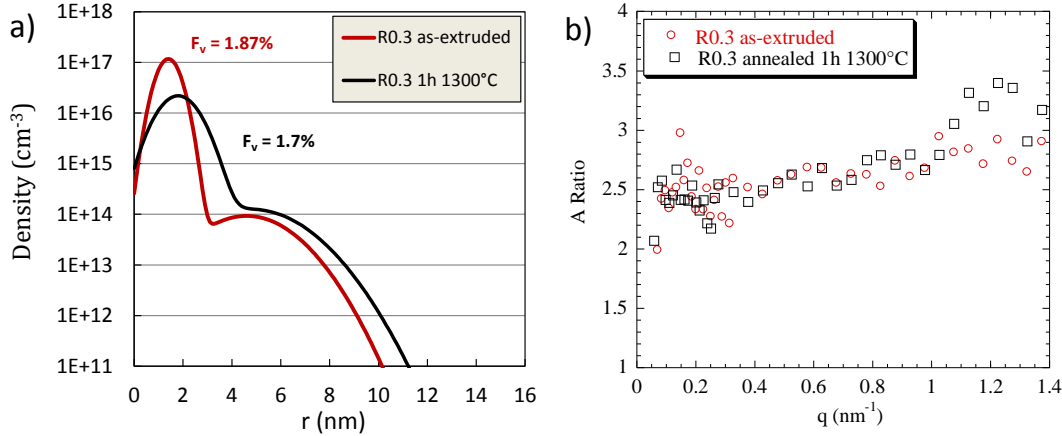 a)
F_v = 1.87%
R0.3 as-extruded
R0.3 1h 1300°C
F_v = 1.7%
Density (cm⁻³)
1E+18
1E+17
1E+16
1E+15
1E+14
1E+13
1E+12
1E+11
0 2 4 6 8 10 12 14 16
r (nm)
b)
R0.3 as-extruded
R0.3 annealed 1h 1300°C
A Ratio
4
3.5
3
2.5
2
1.5
1
0 0.2 0.4 0.6 0.8 1 1.2 1.4
q (nm⁻¹)